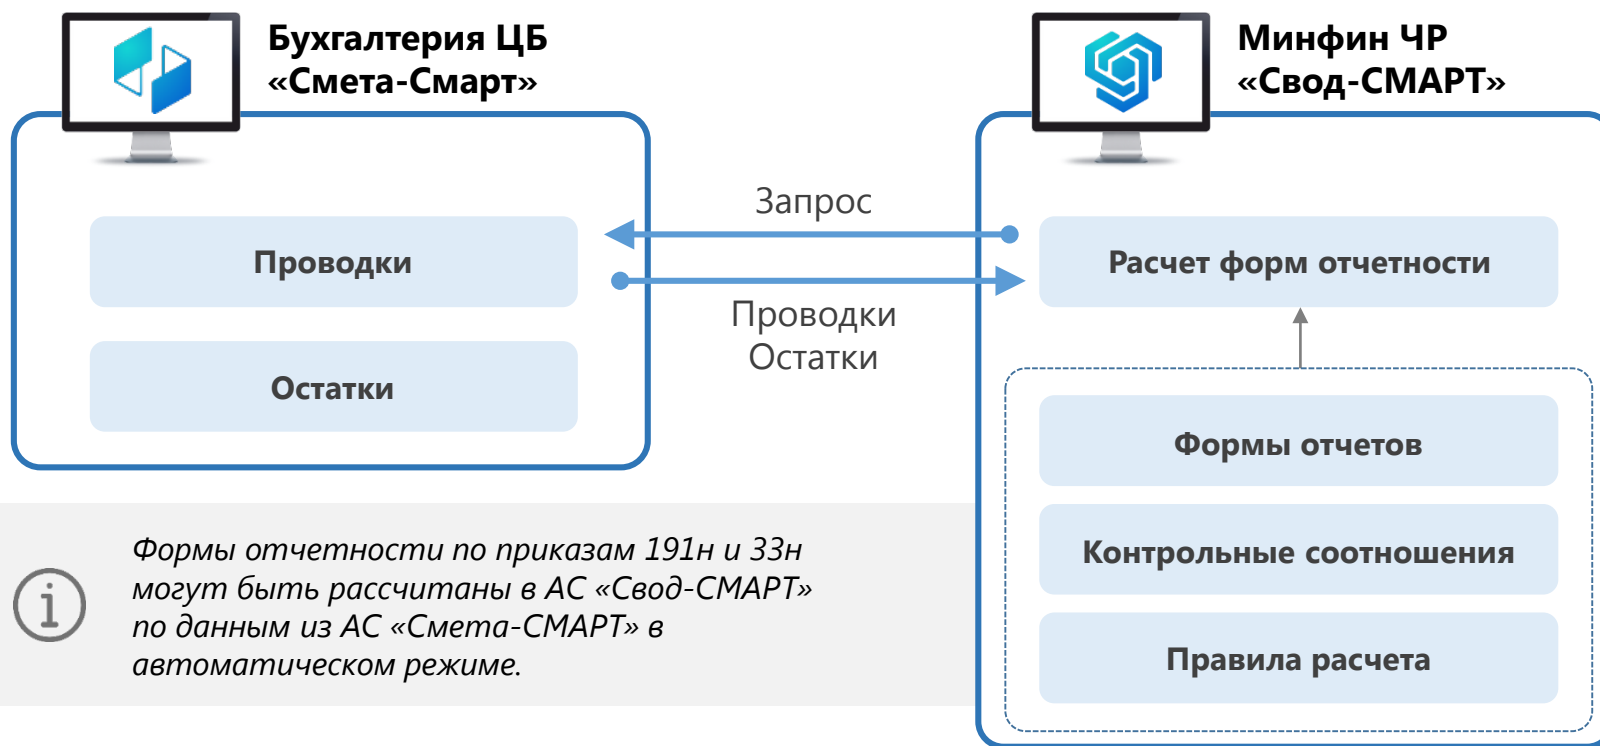 Бухгалтерия ЦБ
«Смета-Смарт»
Проводки
Остатки
Запрос
Проводки
Остатки
Минфин ЧР
«Свод-СМАРТ»
Расчет форм отчетности
Формы отчетов
Контрольные соотношения
Правила расчета
Формы отчетности по приказам 191н и 33н
могут быть рассчитаны в АС «Свод-СМАРТ»
по данным из АС «Смета-СМАРТ» в
автоматическом режиме.